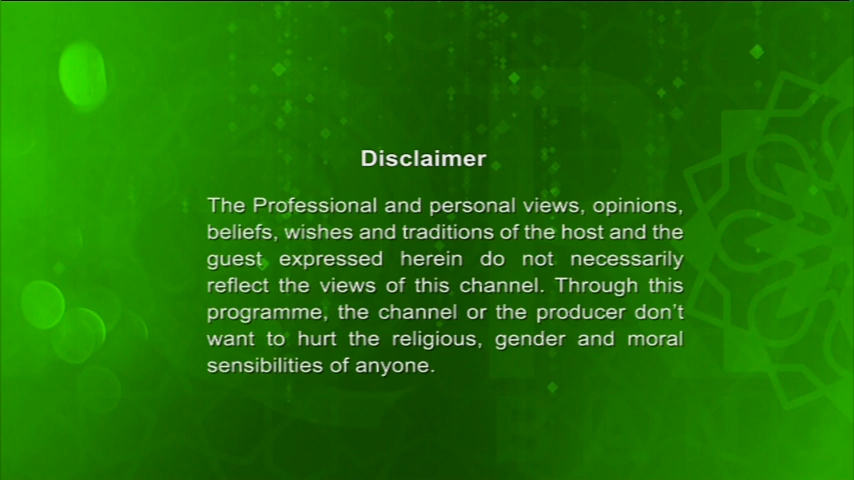 Disclaimer
The Professional and personal views, opinions,
beliefs, wishes and traditions of the host and the
guest expressed herein do not necessarily
reflect the views of this channel. Through this
programme, the channel or the producer don't
want to hurt the religious, gender and moral
sensibilities of anyone.